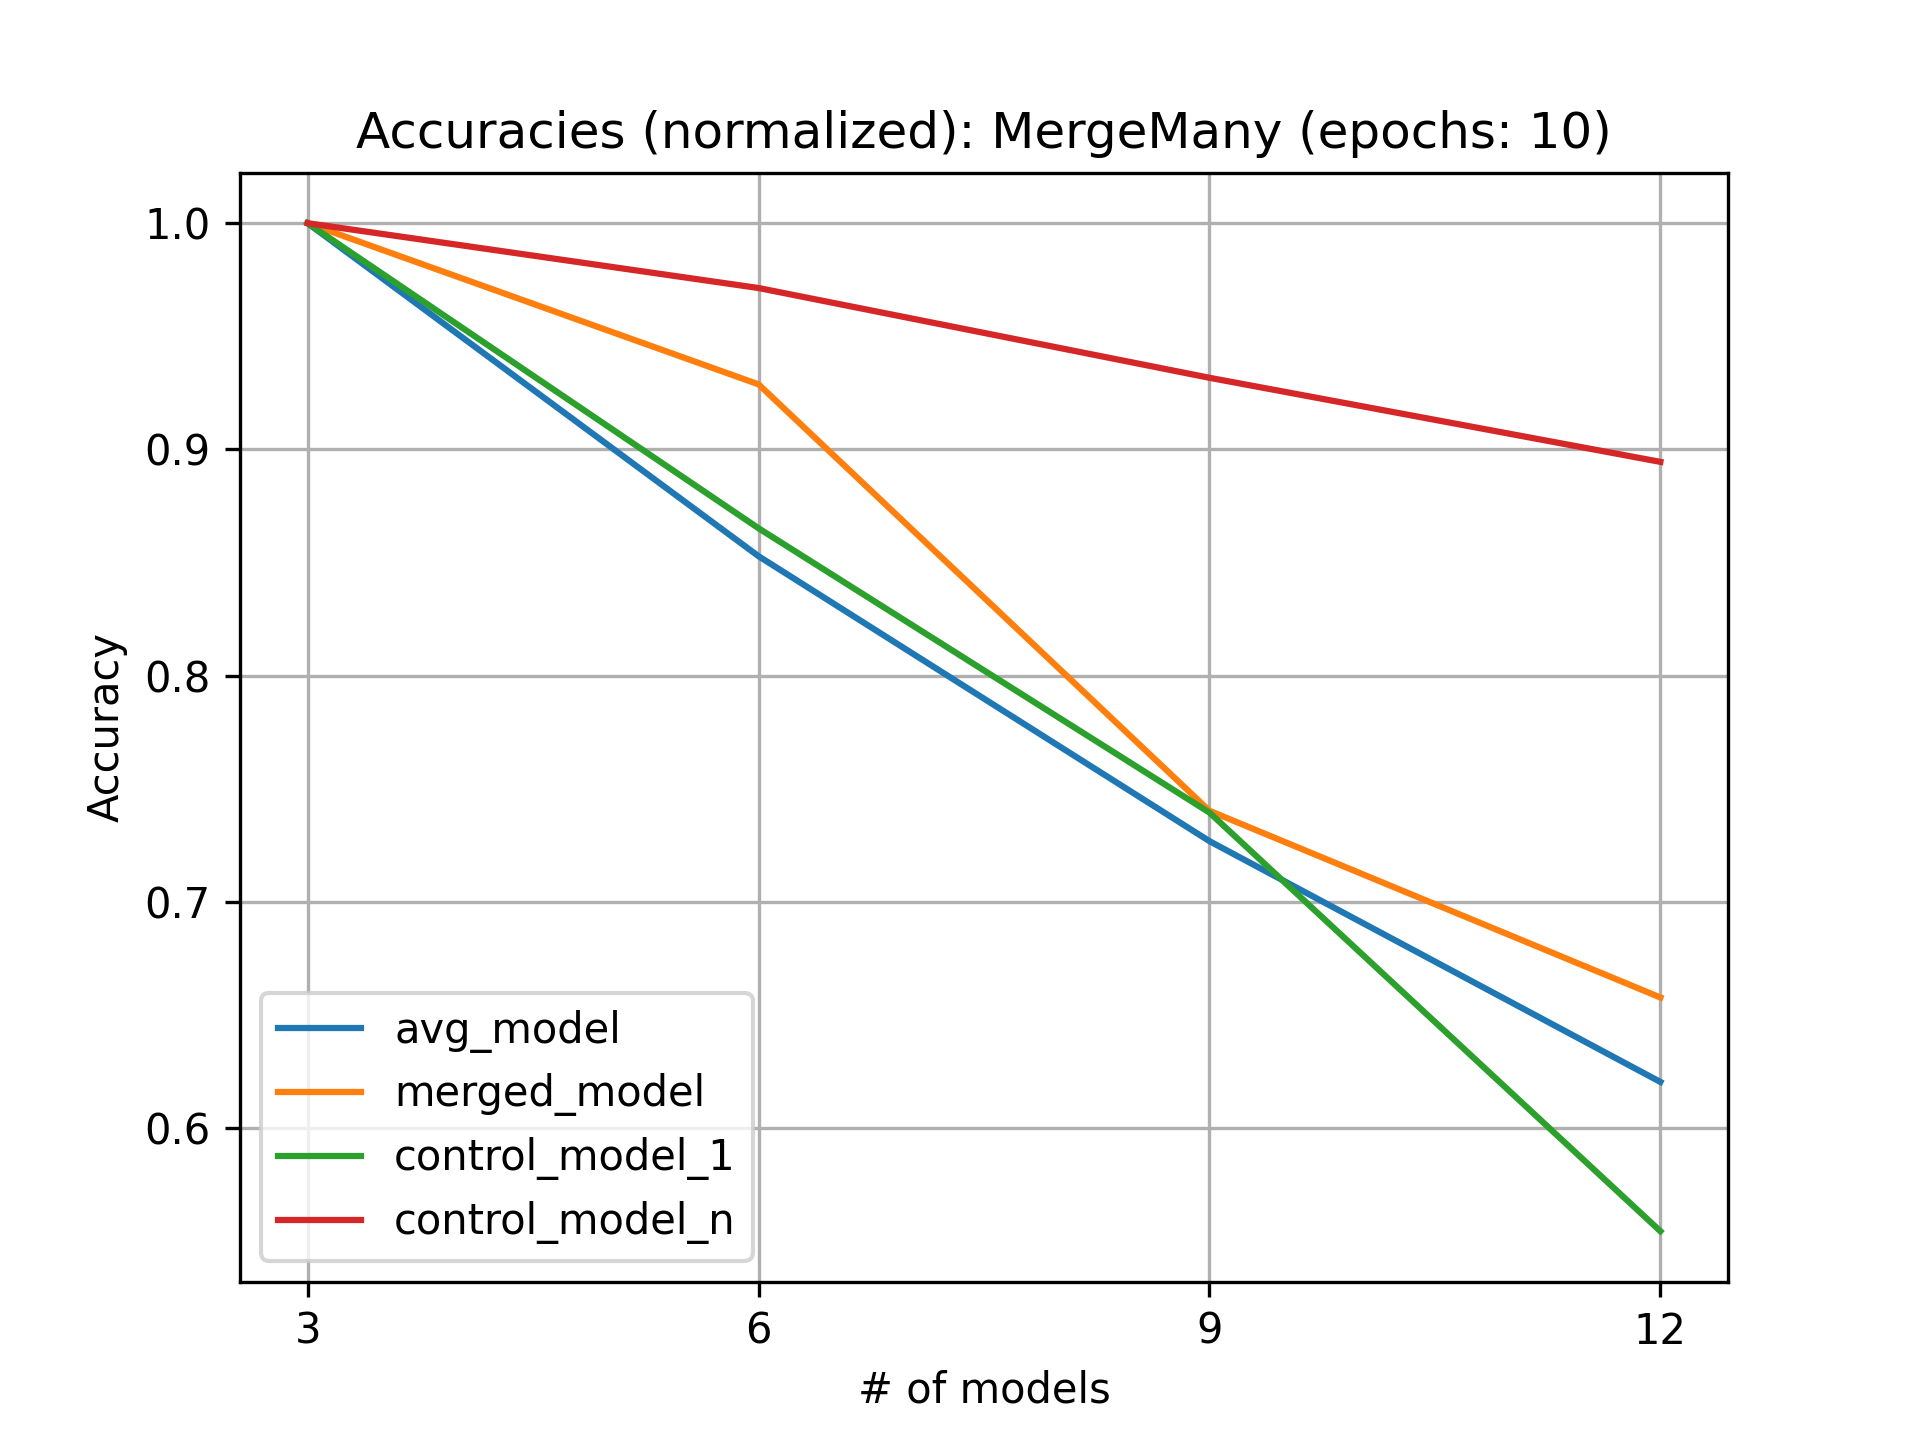 Accuracies (normalized): MergeMany (epochs: 10)
1.0
0.9
0.8
0.7
0.6
Accuracy
avg_model
merged_model
control_model_1
control_model_n
3 6 9 12
# of models